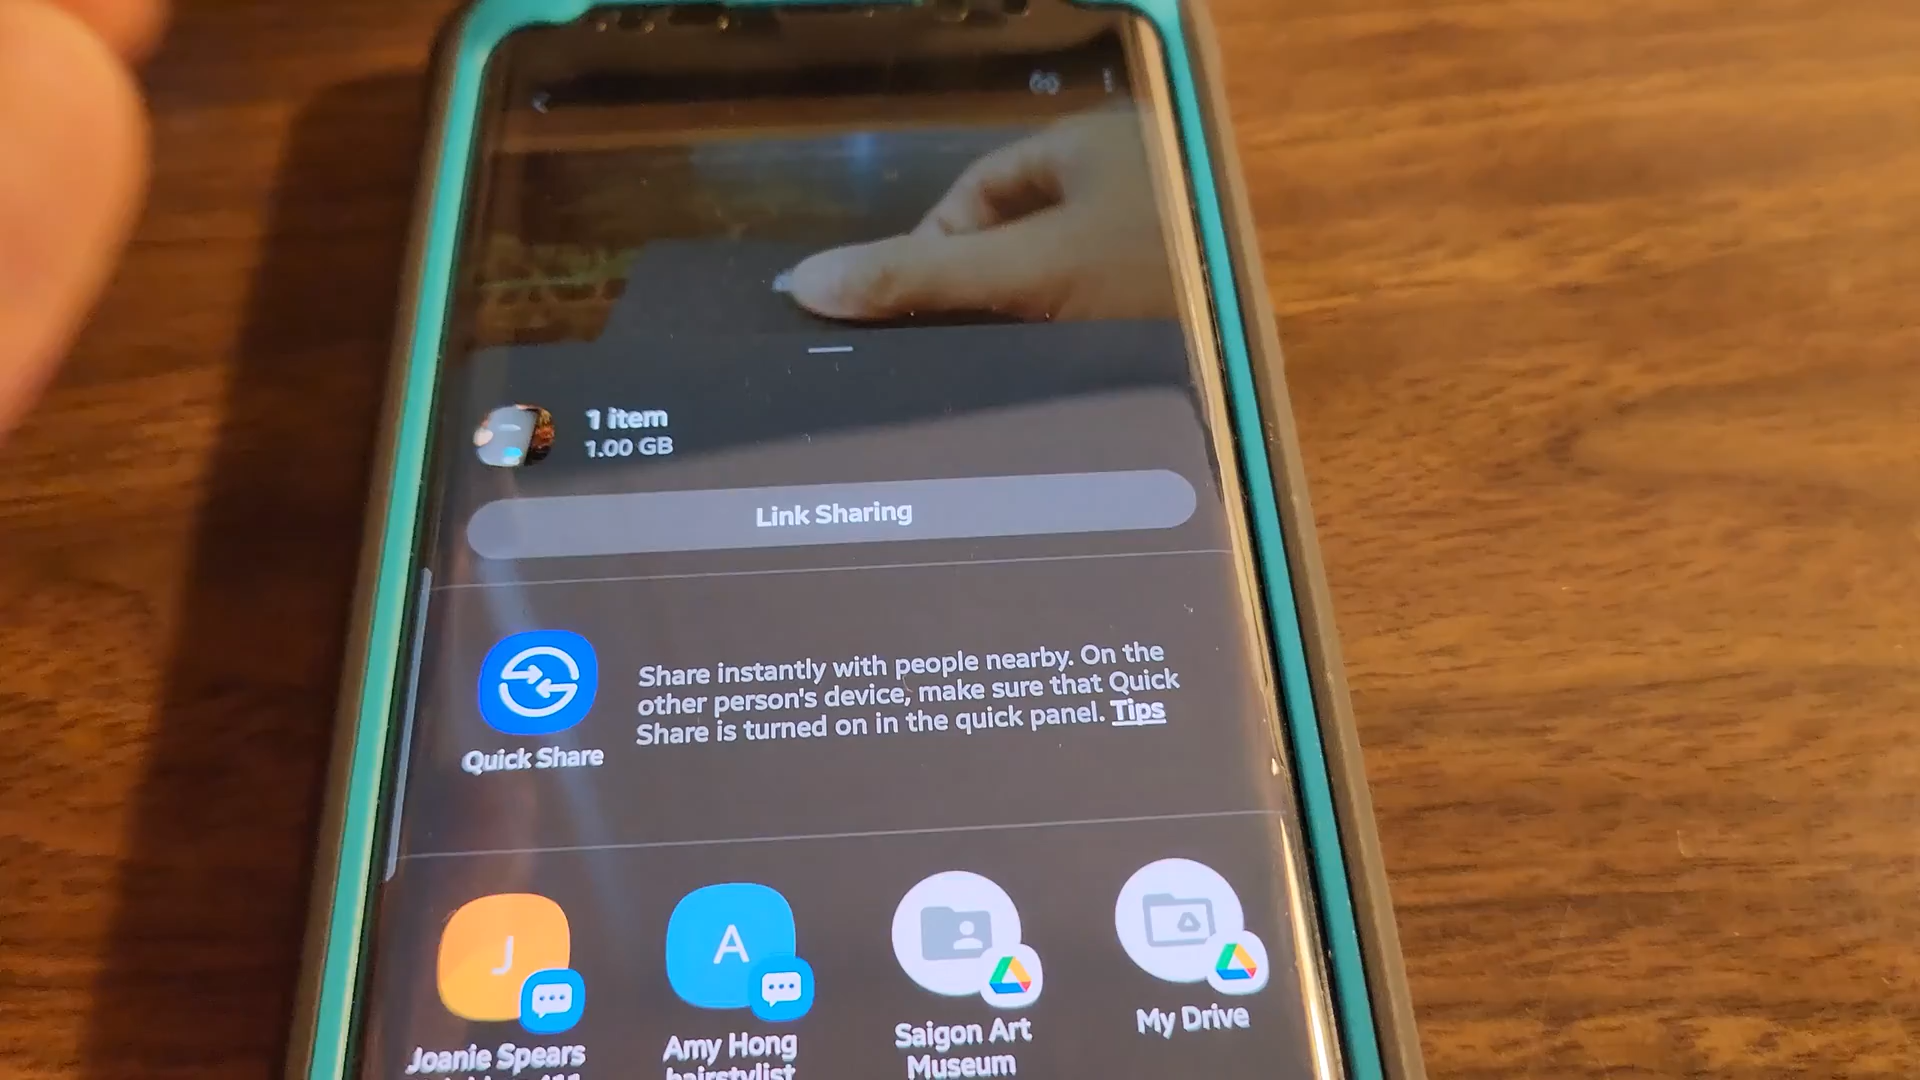 1 item
1.00 GB
Link Sharing
Share instantly with people nearby. On the
other person's device, make sure that Quick
Share is turned on in the quick panel. Tips
Quick Share
J
A
Joanie Spears
Amy Hong
hairstylist
Saigon Art
Museum
My Drive